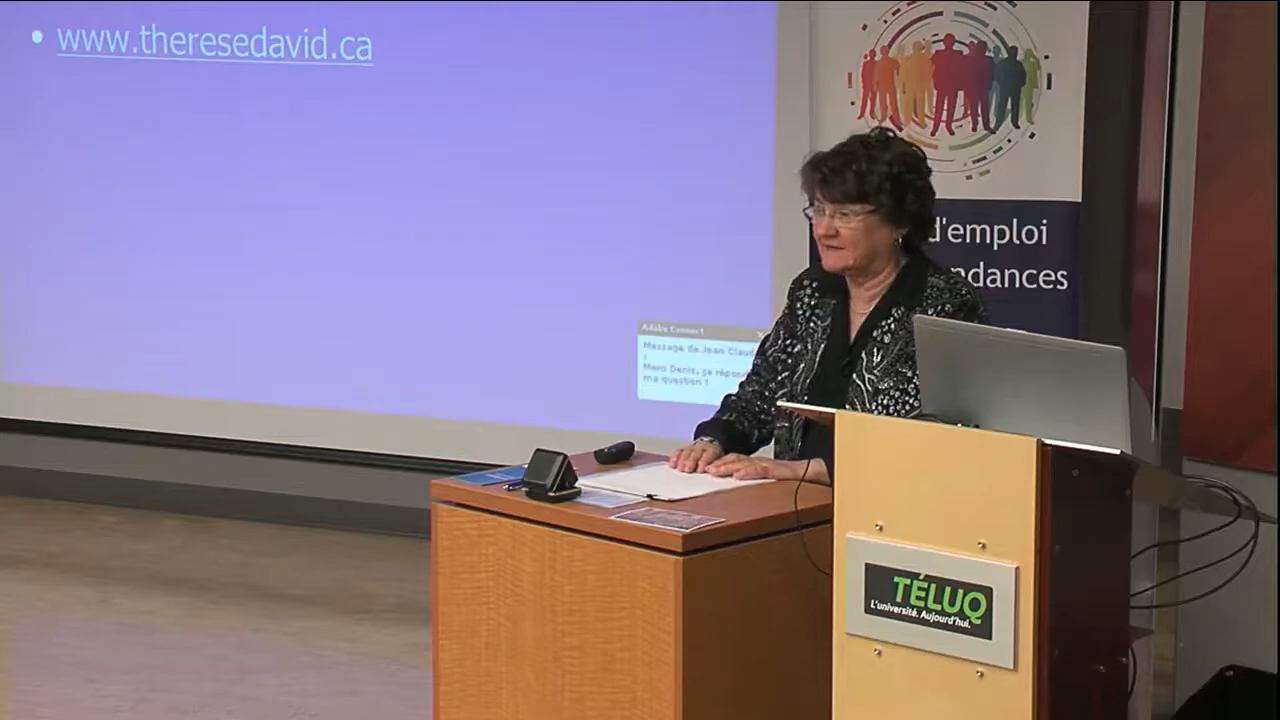 • www.theresedavid.ca
d'emploi
ndances
Adobe Connect
Message de Jean Claud
:
Merci Denis, ça répond
ma question !
TÉLUQ
L'université. Aujourd'hui.